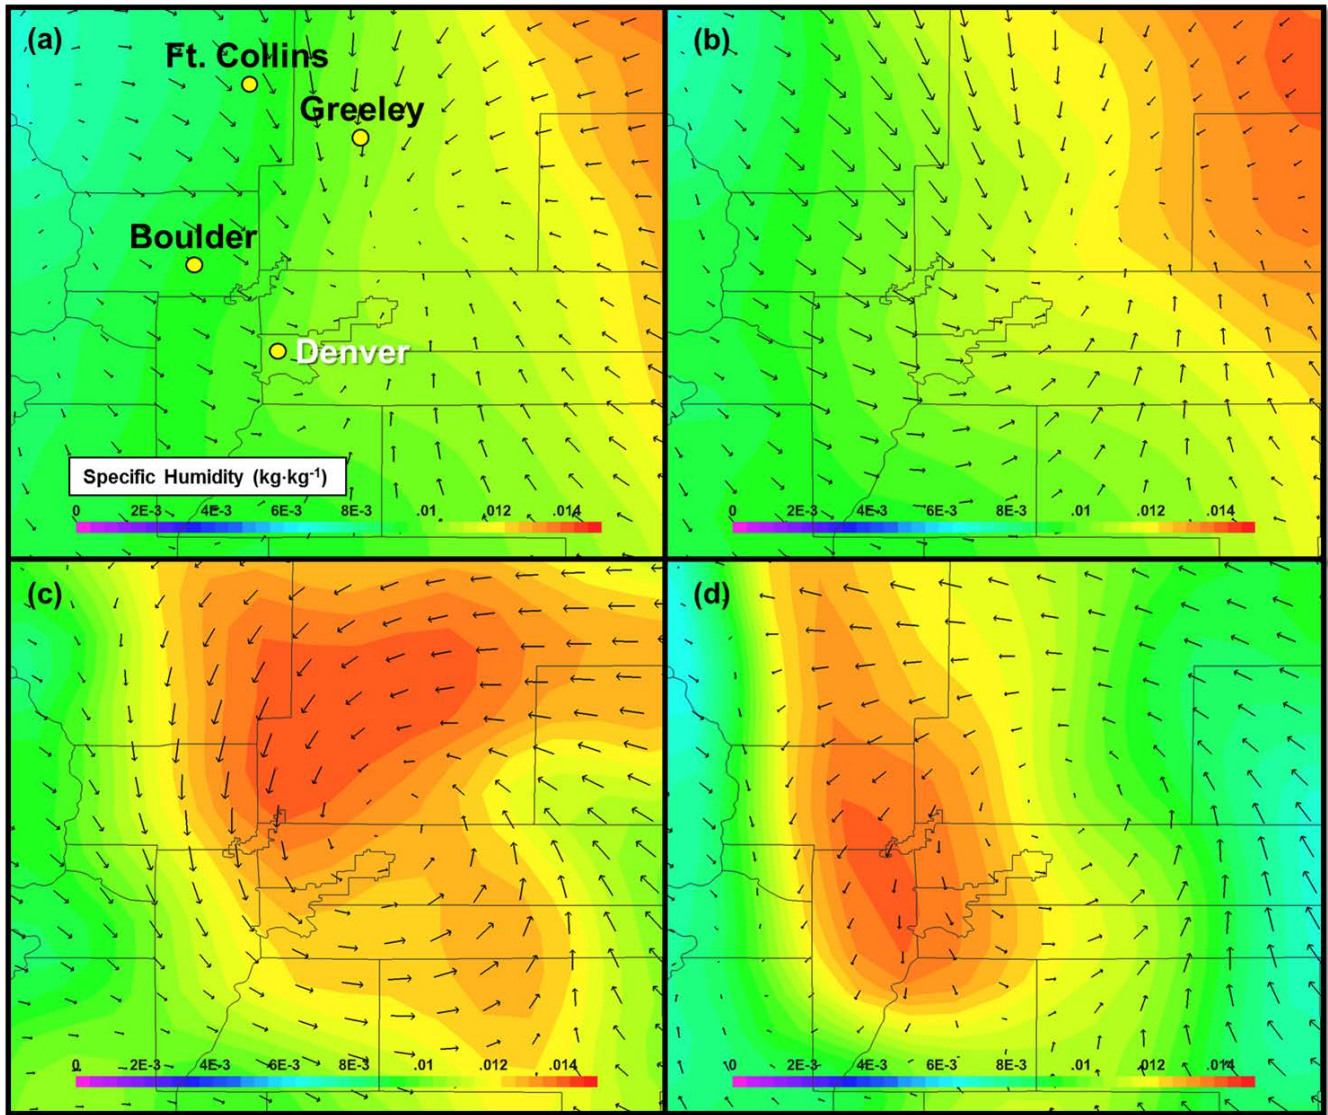 (a)
Ft. Collins
Greeley
Boulder
Denver
Specific Humidity (kg·kg⁻¹)
0 2E-3 4E-3 6E-3 8E-3 .01 .012 .014
(b)
0 2E-3 4E-3 6E-3 8E-3 .01 .012 .014
(c)
0 2E-3 4E-3 6E-3 8E-3 .01 .012 .014
(d)
0 2E-3 4E-3 6E-3 8E-3 .01 .012 .014